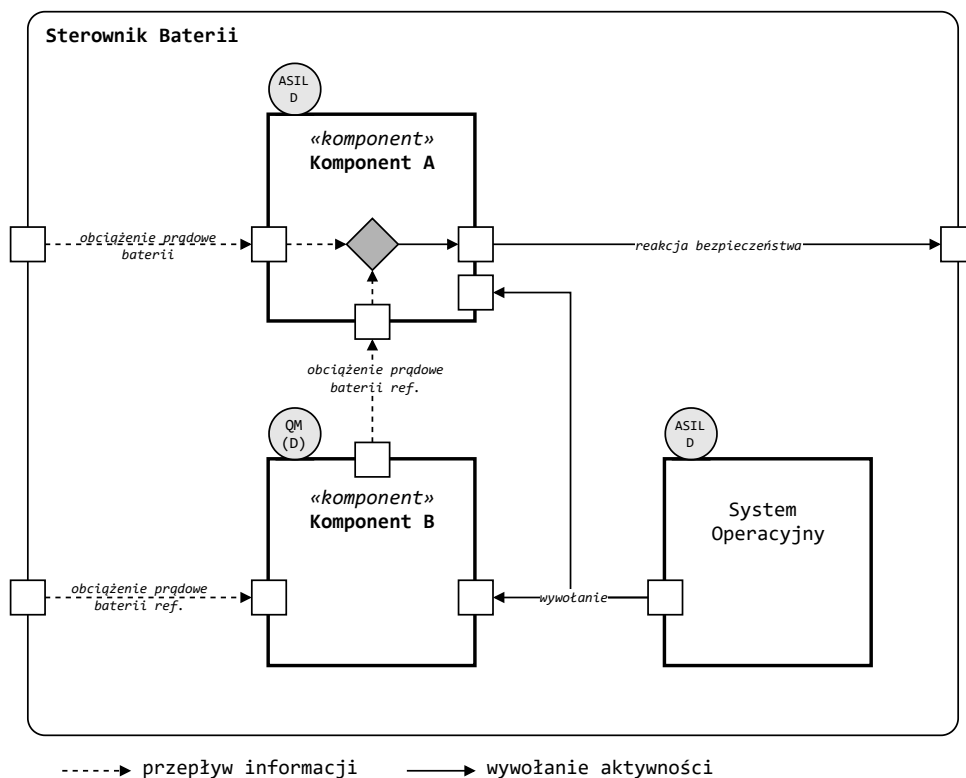 Sterownik Baterii
ASIL
D
«komponent»
Komponent A
obciążenie prądowe
baterii
reakcja bezpieczeństwa
obciążenie prądowe
baterii ref.
QM
(D)
«komponent»
Komponent B
ASIL
D
System
Operacyjny
obciążenie prądowe
baterii ref.
wywołanie
przepływ informacji
wywołanie aktywności